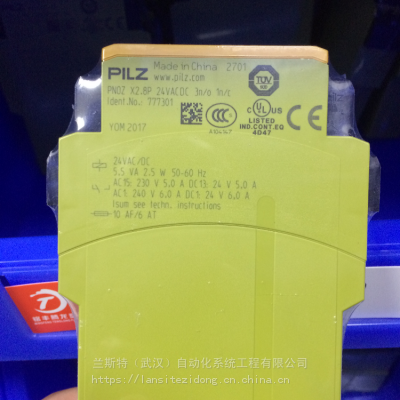 PILZ
Made in China 2701
www.pilz.com
PNOZ X2.8P 24VACDC 3n/o 1n/c
Ident.No.: 777301
YOM 2017
TÜV
C UL US
LISTED
IND.CONT.EQ
4D47
24VAC/DC
5.5 VA 2.5 W 50-60 Hz
AC15: 230 V 5.0 A DC13: 24 V 5.0 A
AC1: 240 V 6.0 A DC1: 24 V 6.0 A
Isum see techn. instructions
10 AF/6 AT
兰斯特（武汉）自动化系统工程有限公司
https://lansitezidong.cn.china.cn